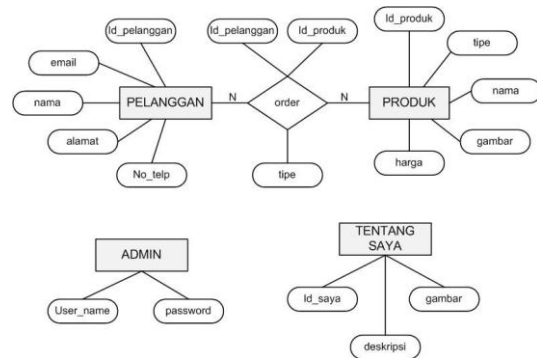 Id_pelanggan
Id_pelanggan
Id_produk
Id_produk
tipe
email
nama
PELANGGAN
N
order
N
PRODUK
nama
alamat
gambar
No_telp
tipe
harga
ADMIN
TENTANG
SAYA
User_name
password
Id_saya
gambar
deskripsi